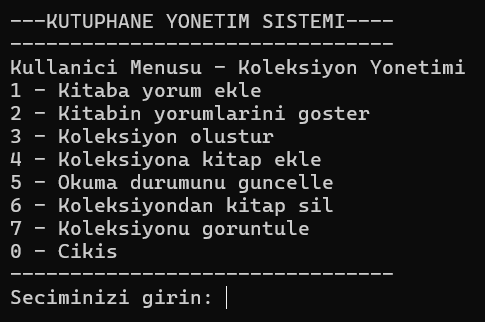 ---KUTUPHANE YONETIM SISTEMI----
--------------------------------
Kullanici Menusu - Koleksiyon Yonetimi
1 - Kitaba yorum ekle
2 - Kitabin yorumlarini goster
3 - Koleksiyon olustur
4 - Koleksiyona kitap ekle
5 - Okuma durumunu guncelle
6 - Koleksiyondan kitap sil
7 - Koleksiyonu goruntule
0 - Cikis
--------------------------------
Seciminizi girin: